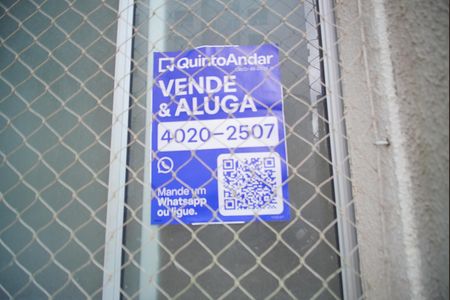 QuintoAndar
VENDE
& ALUGA
4020-2507
Mande um
Whatsapp
ou ligue.